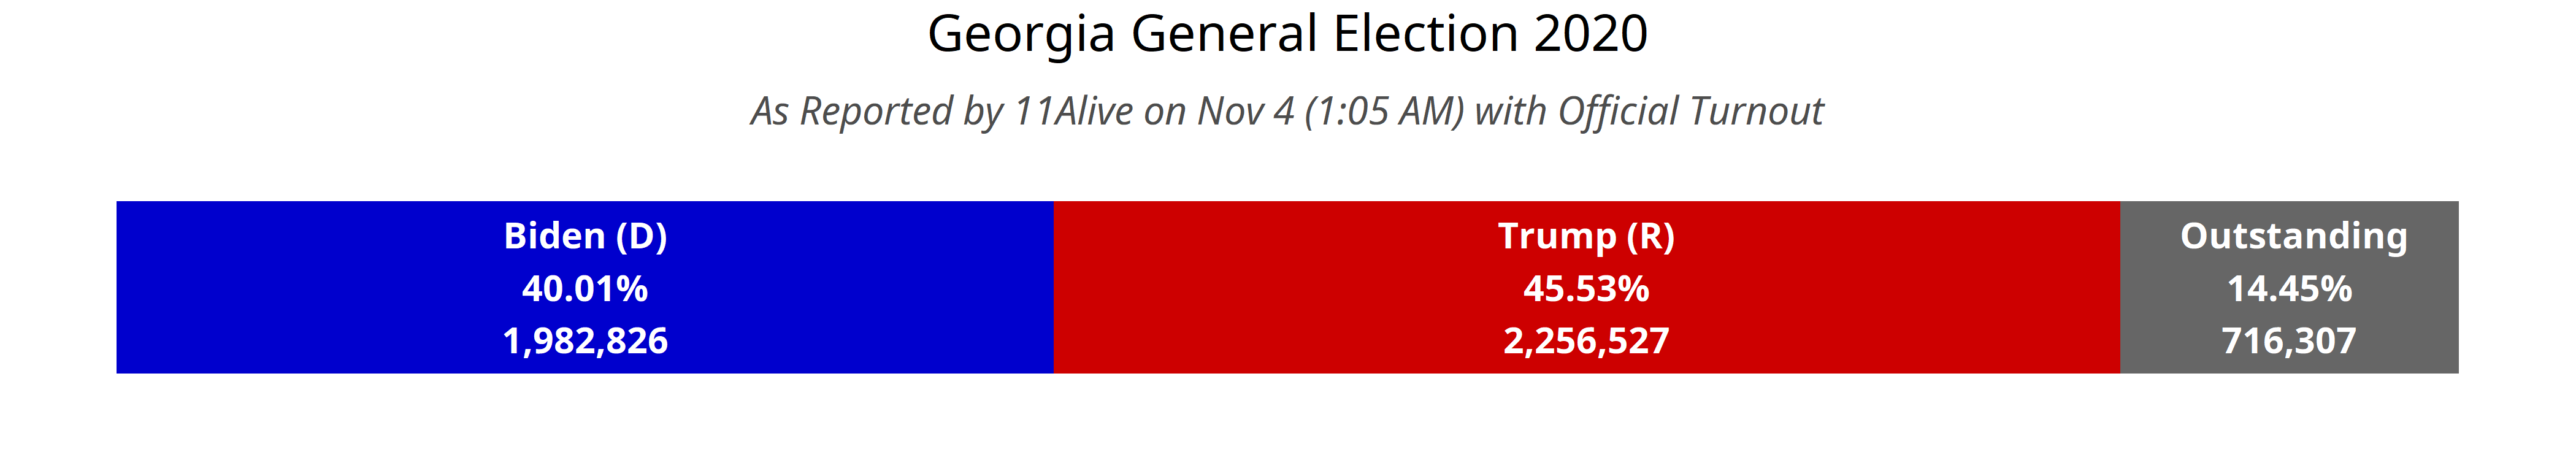 Georgia General Election 2020
As Reported by 11Alive on Nov 4 (1:05 AM) with Official Turnout
Biden (D)
40.01%
1,982,826
Trump (R)
45.53%
2,256,527
Outstanding
14.45%
716,307